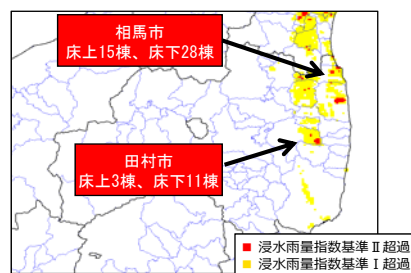 相馬市
床上15棟、床下28棟
田村市
床上3棟、床下11棟
■ 浸水雨量指数基準Ⅱ超過
■ 浸水雨量指数基準Ⅰ超過